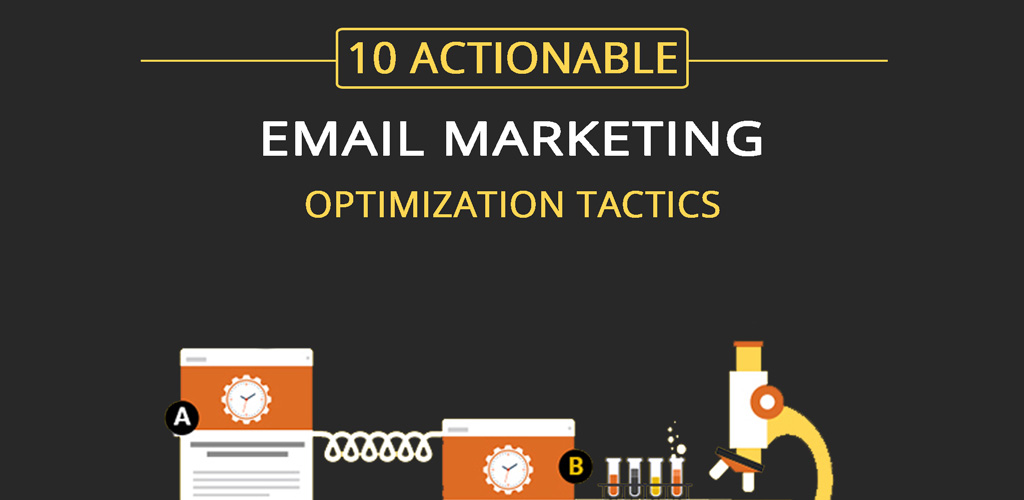 10 ACTIONABLE
EMAIL MARKETING
OPTIMIZATION TACTICS
A
B